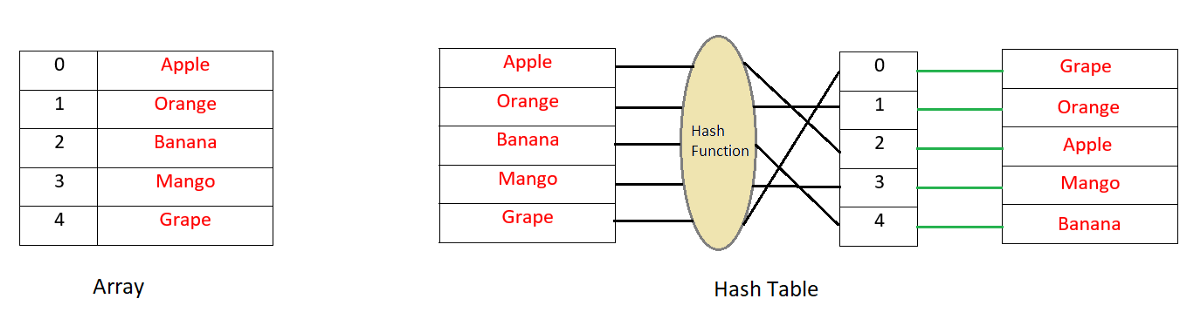 0 Apple
1 Orange
2 Banana
3 Mango
4 Grape
Array
Apple
Orange
Banana
Mango
Grape
Hash
Function
0
1
2
3
4
Grape
Orange
Apple
Mango
Banana
Hash Table